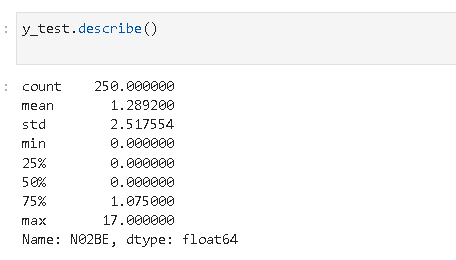 : y_test.describe()
: count 250.000000
mean 1.289200
std 2.517554
min 0.000000
25% 0.000000
50% 0.000000
75% 1.075000
max 17.000000
Name: N02BE, dtype: float64